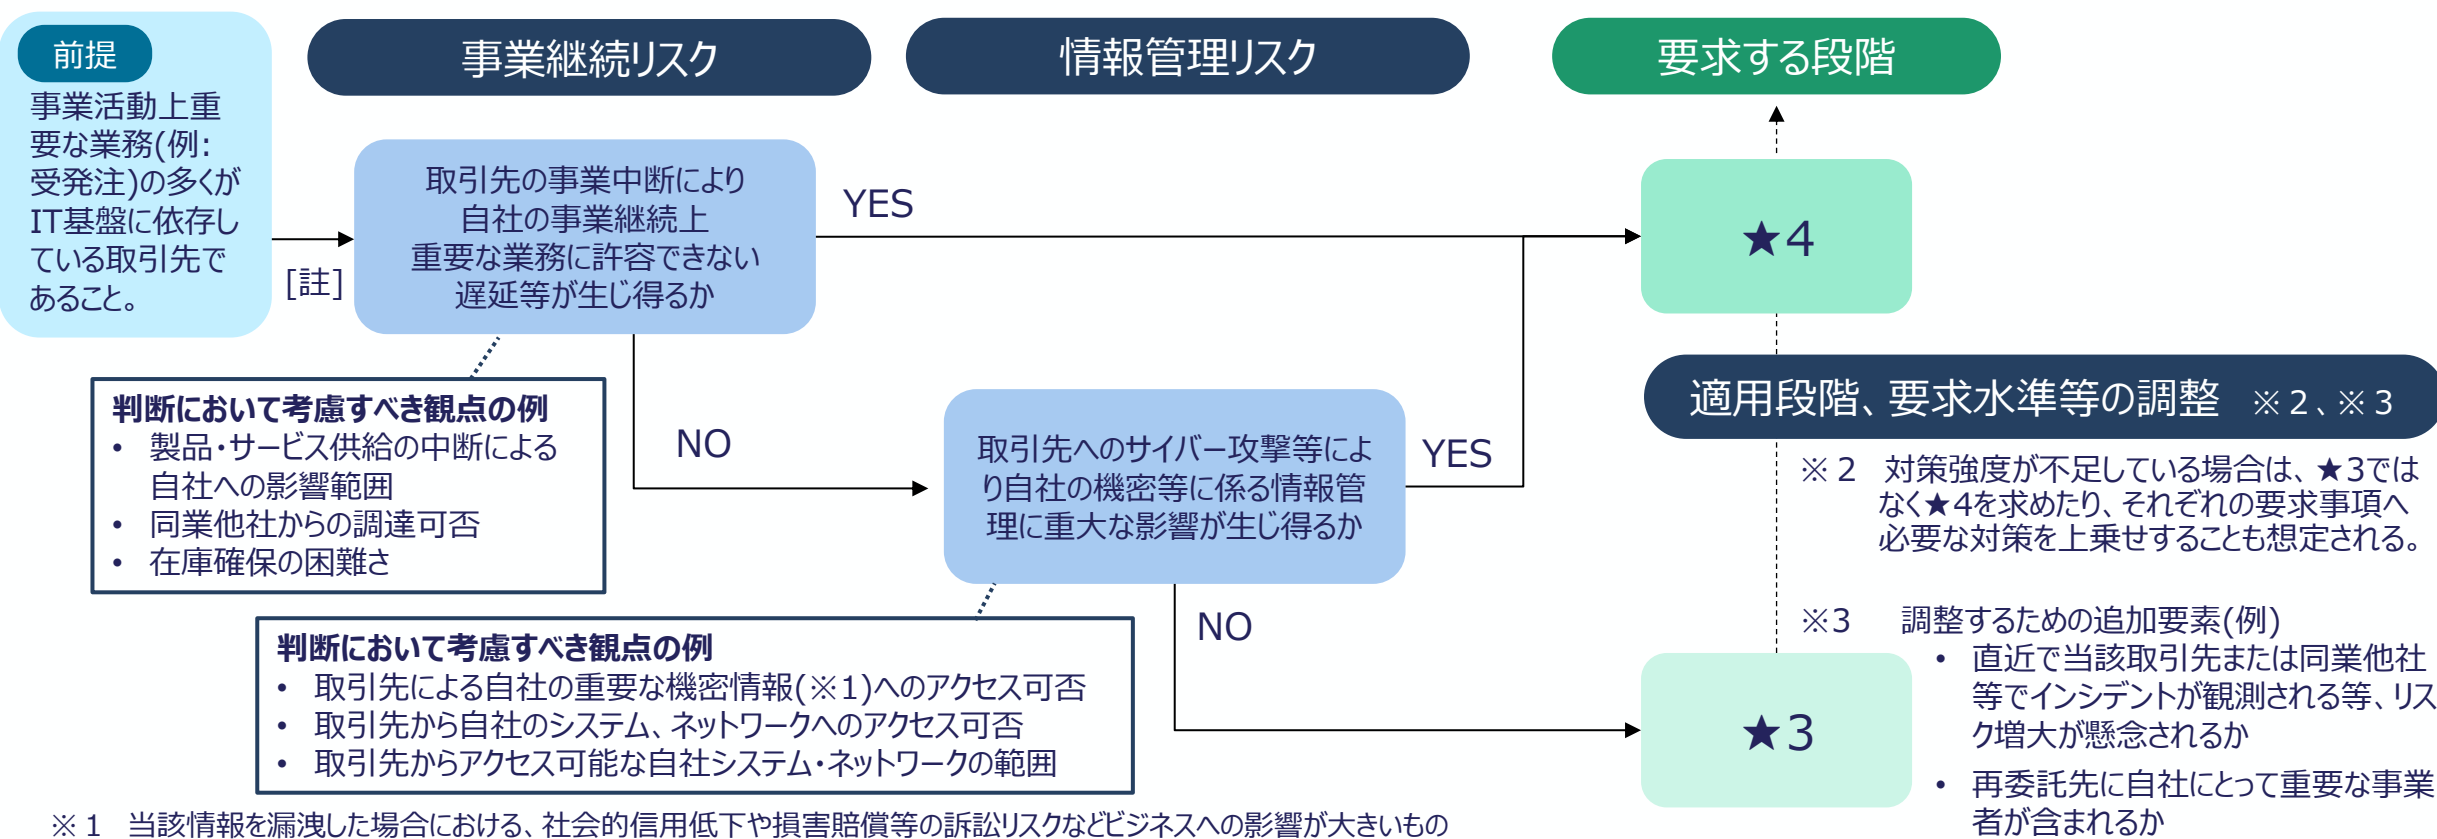 前提
事業活動上重
要な業務(例:
受発注)の多くが
IT基盤に依存し
ている取引先で
あること。
[註]
事業継続リスク
情報管理リスク
要求する段階
取引先の事業中断により
自社の事業継続上
重要な業務に許容できない
遅延等が生じ得るか
YES
★4
NO
判断において考慮すべき観点の例
• 製品・サービス供給の中断による
自社への影響範囲
• 同業他社からの調達可否
• 在庫確保の困難さ
取引先へのサイバー攻撃等によ
り自社の機密等に係る情報管
理に重大な影響が生じ得るか
YES
NO
判断において考慮すべき観点の例
• 取引先による自社の重要な機密情報(※1)へのアクセス可否
• 取引先から自社のシステム、ネットワークへのアクセス可否
• 取引先からアクセス可能な自社システム・ネットワークの範囲
適用段階、要求水準等の調整 ※2、※3
※2 対策強度が不足している場合は、★3では
なく★4を求めたり、それぞれの要求事項へ
必要な対策を上乗せすることも想定される。
★3
※3 調整するための追加要素(例)
• 直近で当該取引先または同業他社
等でインシデントが観測される等、リス
ク増大が懸念されるか
• 再委託先に自社にとって重要な事業
者が含まれるか
※1 当該情報を漏洩した場合における、社会的信用低下や損害賠償等の訴訟リスクなどビジネスへの影響が大きいもの